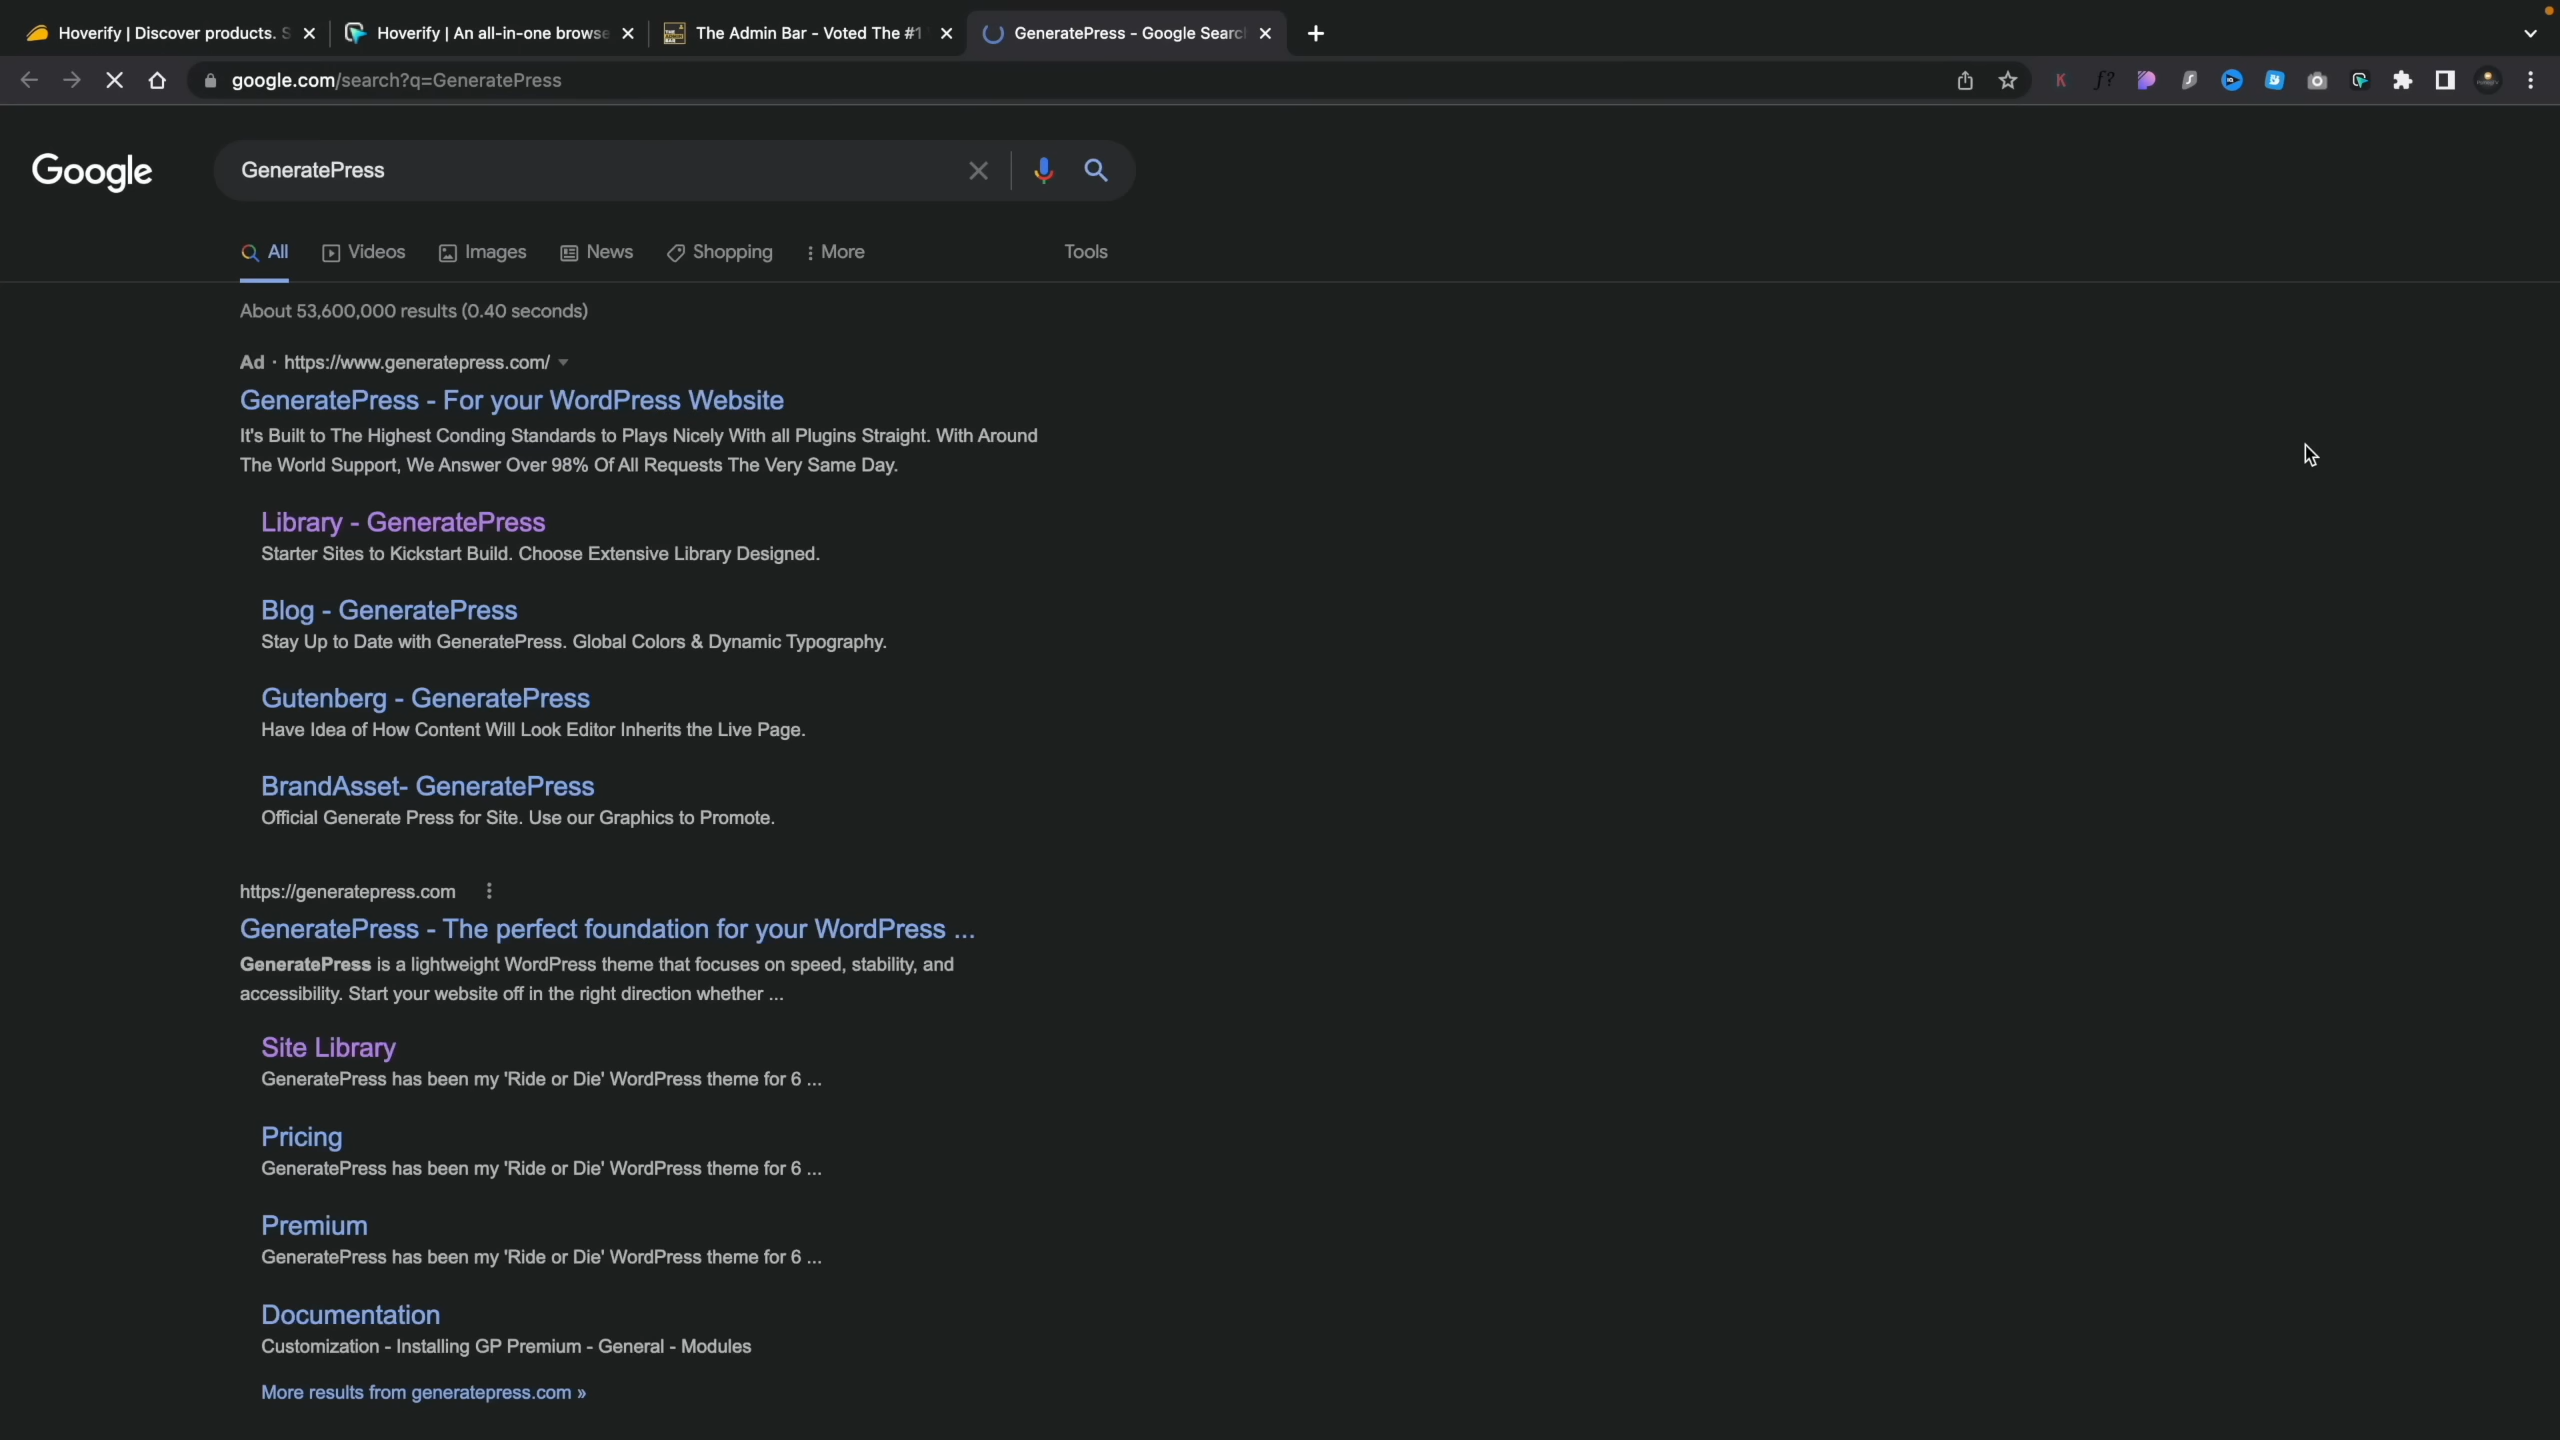 Hoverify | Discover products. S
Hoverify | An all-in-one browse
The Admin Bar - Voted The #1
GeneratePress - Google Searc
google.com/search?q=GeneratePress
Google
GeneratePress
All
Videos
Images
News
Shopping
More
Tools
About 53,600,000 results (0.40 seconds)
Ad · https://www.generatepress.com/
GeneratePress - For your WordPress Website
It's Built to The Highest Conding Standards to Plays Nicely With all Plugins Straight. With Around
The World Support, We Answer Over 98% Of All Requests The Very Same Day.
Library - GeneratePress
Starter Sites to Kickstart Build. Choose Extensive Library Designed.
Blog - GeneratePress
Stay Up to Date with GeneratePress. Global Colors & Dynamic Typography.
Gutenberg - GeneratePress
Have Idea of How Content Will Look Editor Inherits the Live Page.
BrandAsset- GeneratePress
Official Generate Press for Site. Use our Graphics to Promote.
https://generatepress.com
GeneratePress - The perfect foundation for your WordPress ...
GeneratePress is a lightweight WordPress theme that focuses on speed, stability, and
accessibility. Start your website off in the right direction whether ...
Site Library
GeneratePress has been my 'Ride or Die' WordPress theme for 6 ...
Pricing
GeneratePress has been my 'Ride or Die' WordPress theme for 6 ...
Premium
GeneratePress has been my 'Ride or Die' WordPress theme for 6 ...
Documentation
Customization - Installing GP Premium - General - Modules
More results from generatepress.com »